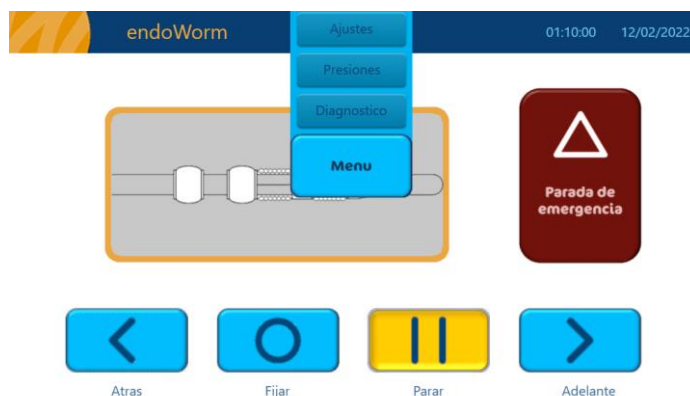 endoWorm
Ajustes
01:10:00 12/02/2022
Presiones
Diagnostico
Menu
Parada de
emergencia
Atras
Fijar
Parar
Adelante